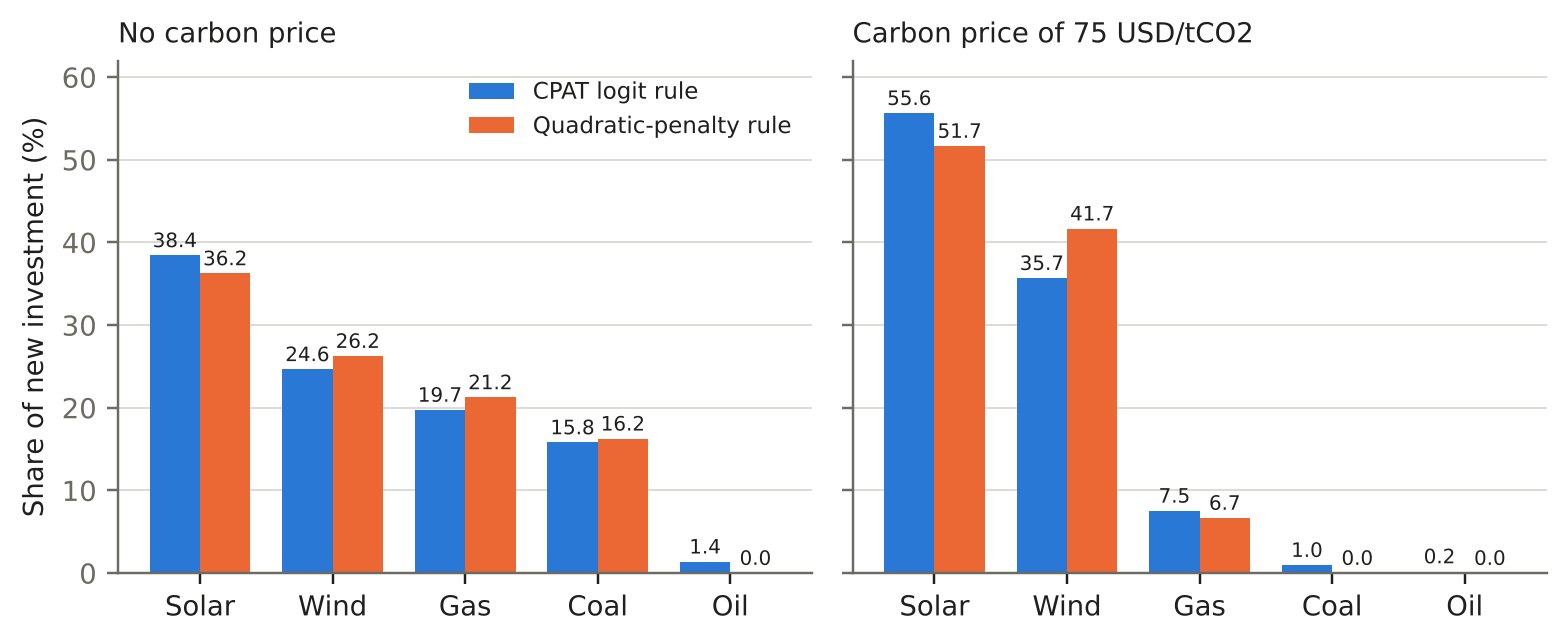 No carbon price
Share of new investment (%)
60
50
40
30
20
10
0
CPAT logit rule
Quadratic-penalty rule
38.4
36.2
24.6
26.2
19.7
21.2
15.8
16.2
1.4
0.0
Solar
Wind
Gas
Coal
Oil
Carbon price of 75 USD/tCO2
55.6
51.7
35.7
41.7
7.5
6.7
1.0
0.0
0.2
0.0
Solar
Wind
Gas
Coal
Oil